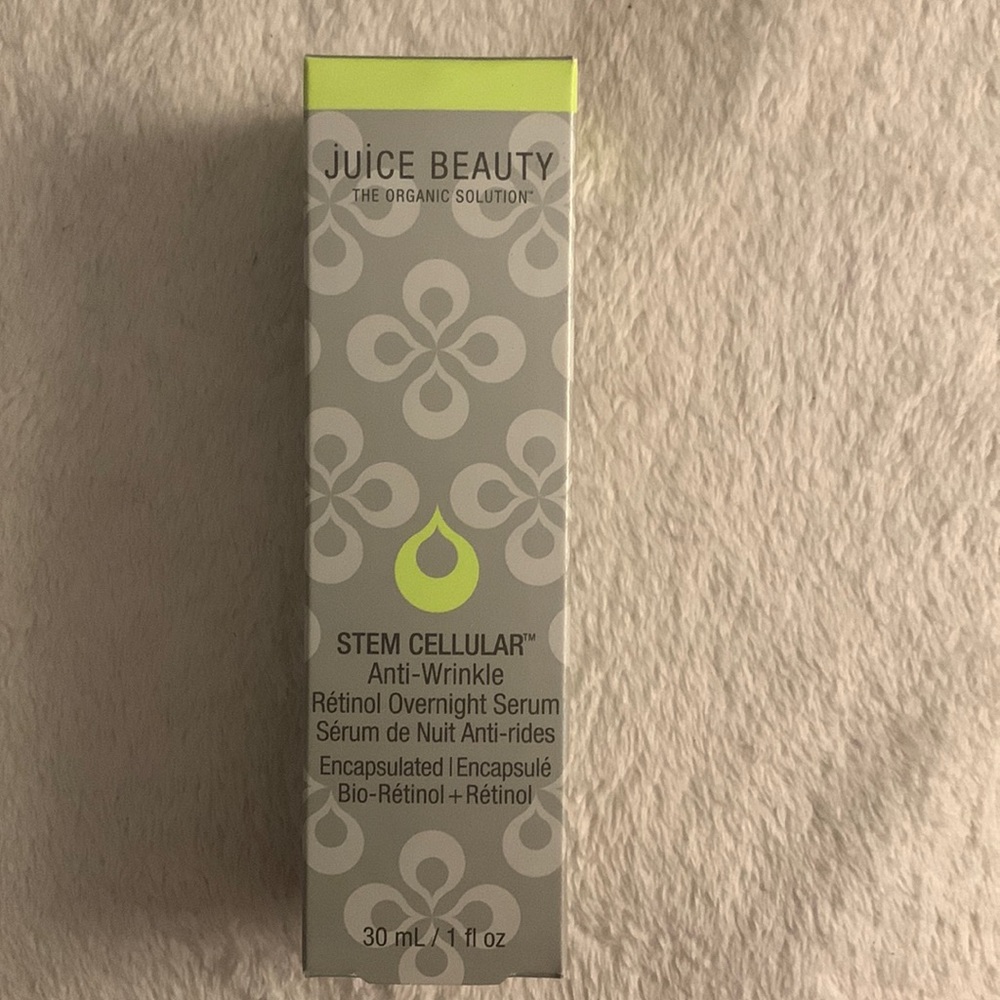 juice BEAUTY
THE ORGANIC SOLUTION™
STEM CELLULAR™
Anti-Wrinkle
Rétinol Overnight Serum
Sérum de Nuit Anti-rides
Encapsulated | Encapsulé
Bio-Rétinol + Rétinol
30 mL / 1 fl oz